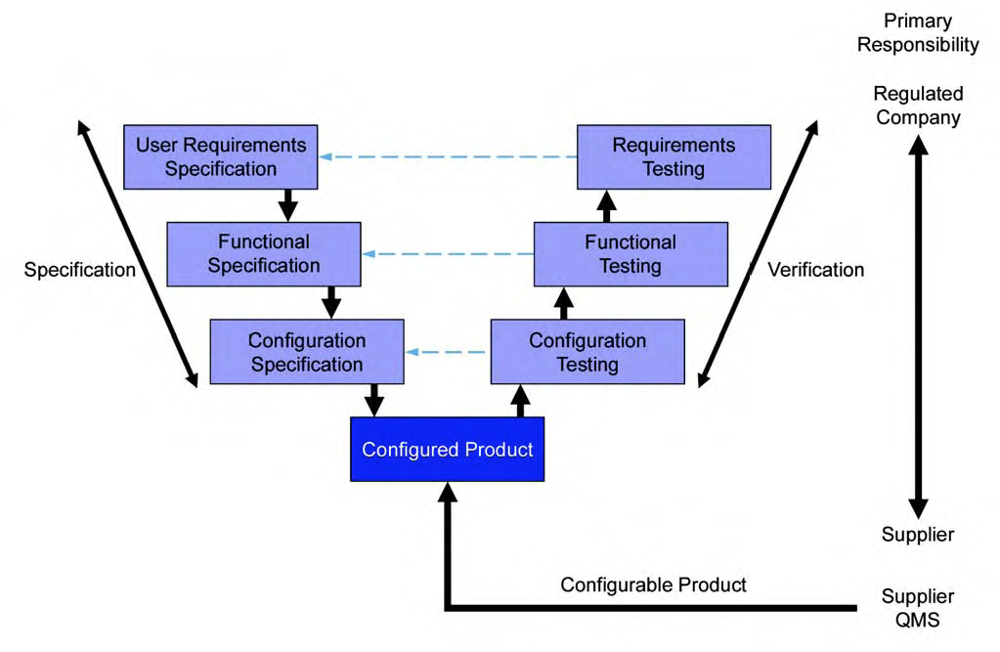 Primary
Responsibility
Regulated
Company
User Requirements
Specification
Requirements
Testing
Functional
Specification
Functional
Testing
Specification
Verification
Configuration
Specification
Configuration
Testing
Configured Product
Supplier
Configurable Product
Supplier
QMS